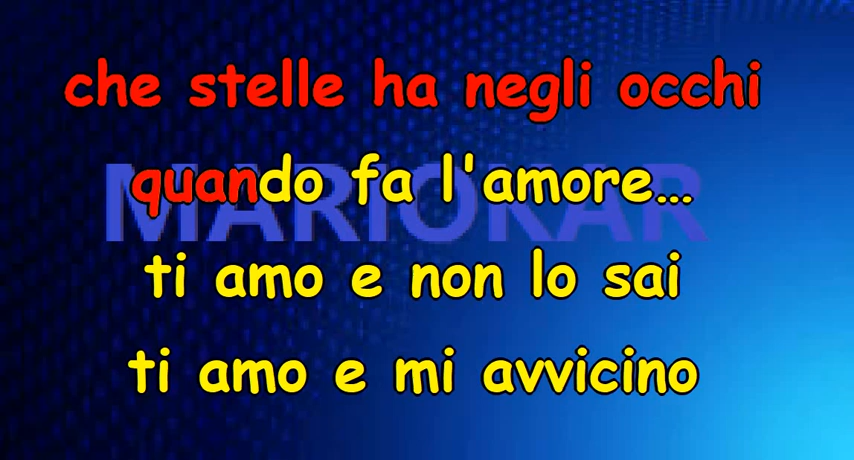 che stelle ha negli occhi
quando fa l'amore...
MARIOKAR
ti amo e non lo sai
ti amo e mi avvicino